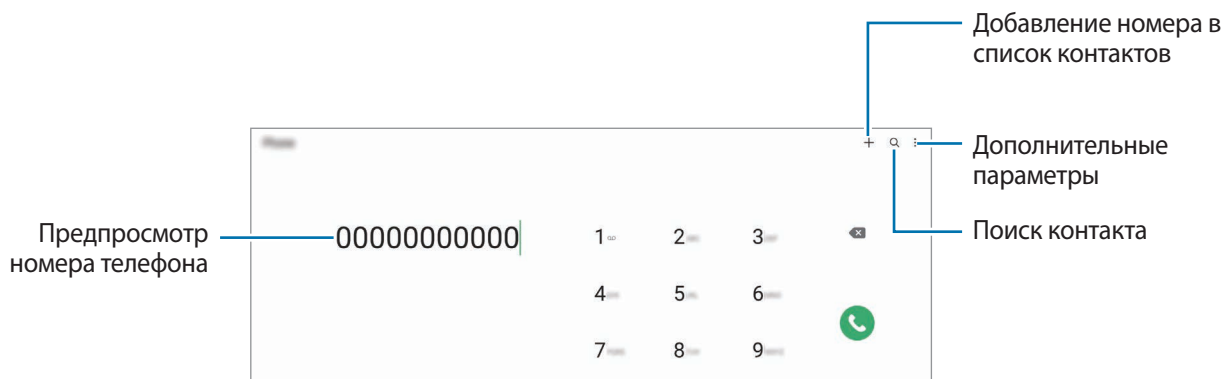 Добавление номера в
список контактов
Дополнительные
параметры
Поиск контакта
Предпросмотр
номера телефона
00000000000
1 2 3
4 5 6
7 8 9